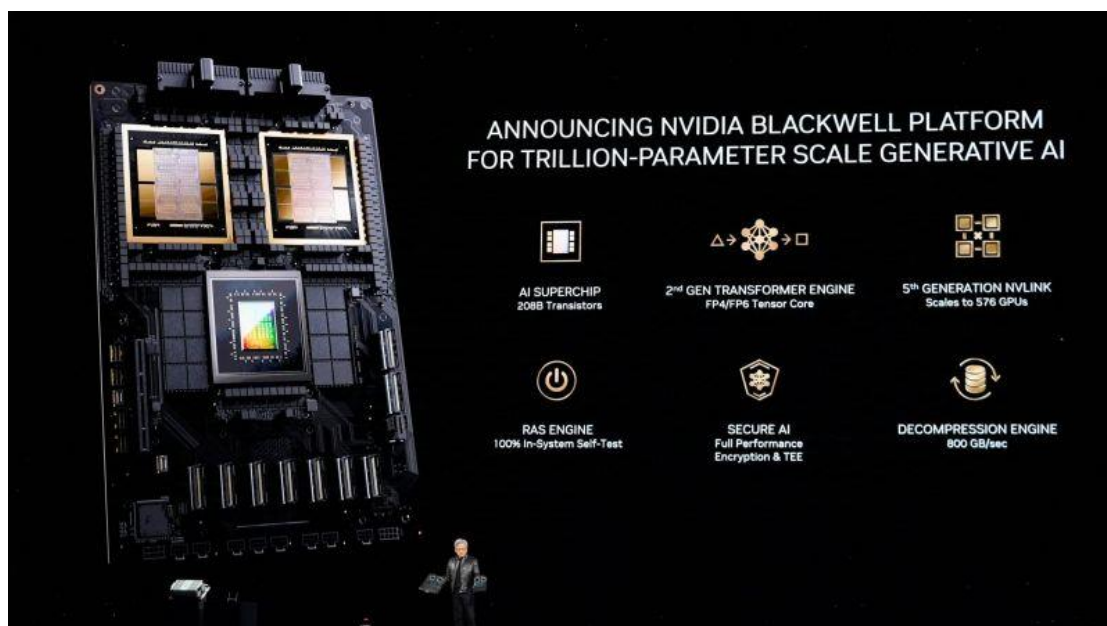 ANNOUNCING NVIDIA BLACKWELL PLATFORM
FOR TRILLION-PARAMETER SCALE GENERATIVE AI
AI SUPERCHIP
208B Transistors
2nd GEN TRANSFORMER ENGINE
FP4/FP6 Tensor Core
5th GENERATION NVLINK
Scales to 576 GPUs
RAS ENGINE
100% In-System Self-Test
SECURE AI
Full Performance
Encryption & TEE
DECOMPRESSION ENGINE
800 GB/sec